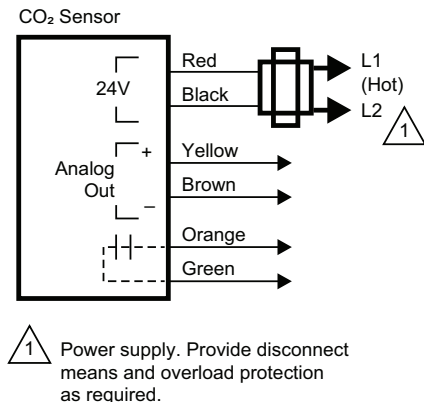 CO₂ Sensor
Red
L1
(Hot)
24V
Black
L2
1
+
Yellow
Analog
Out
Brown
–
Orange
Green
1
Power supply. Provide disconnect
means and overload protection
as required.